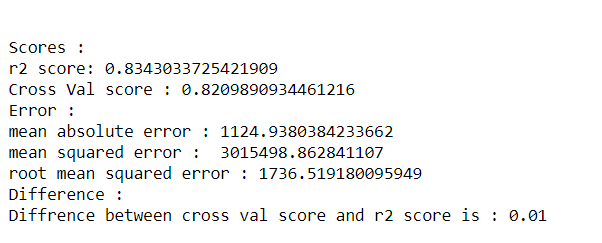 Scores :
r2 score: 0.8343033725421909
Cross Val score : 0.8209890934461216
Error :
mean absolute error : 1124.9380384233662
mean squared error :  3015498.862841107
root mean squared error : 1736.519180095949
Difference :
Diffrence between cross val score and r2 score is : 0.01